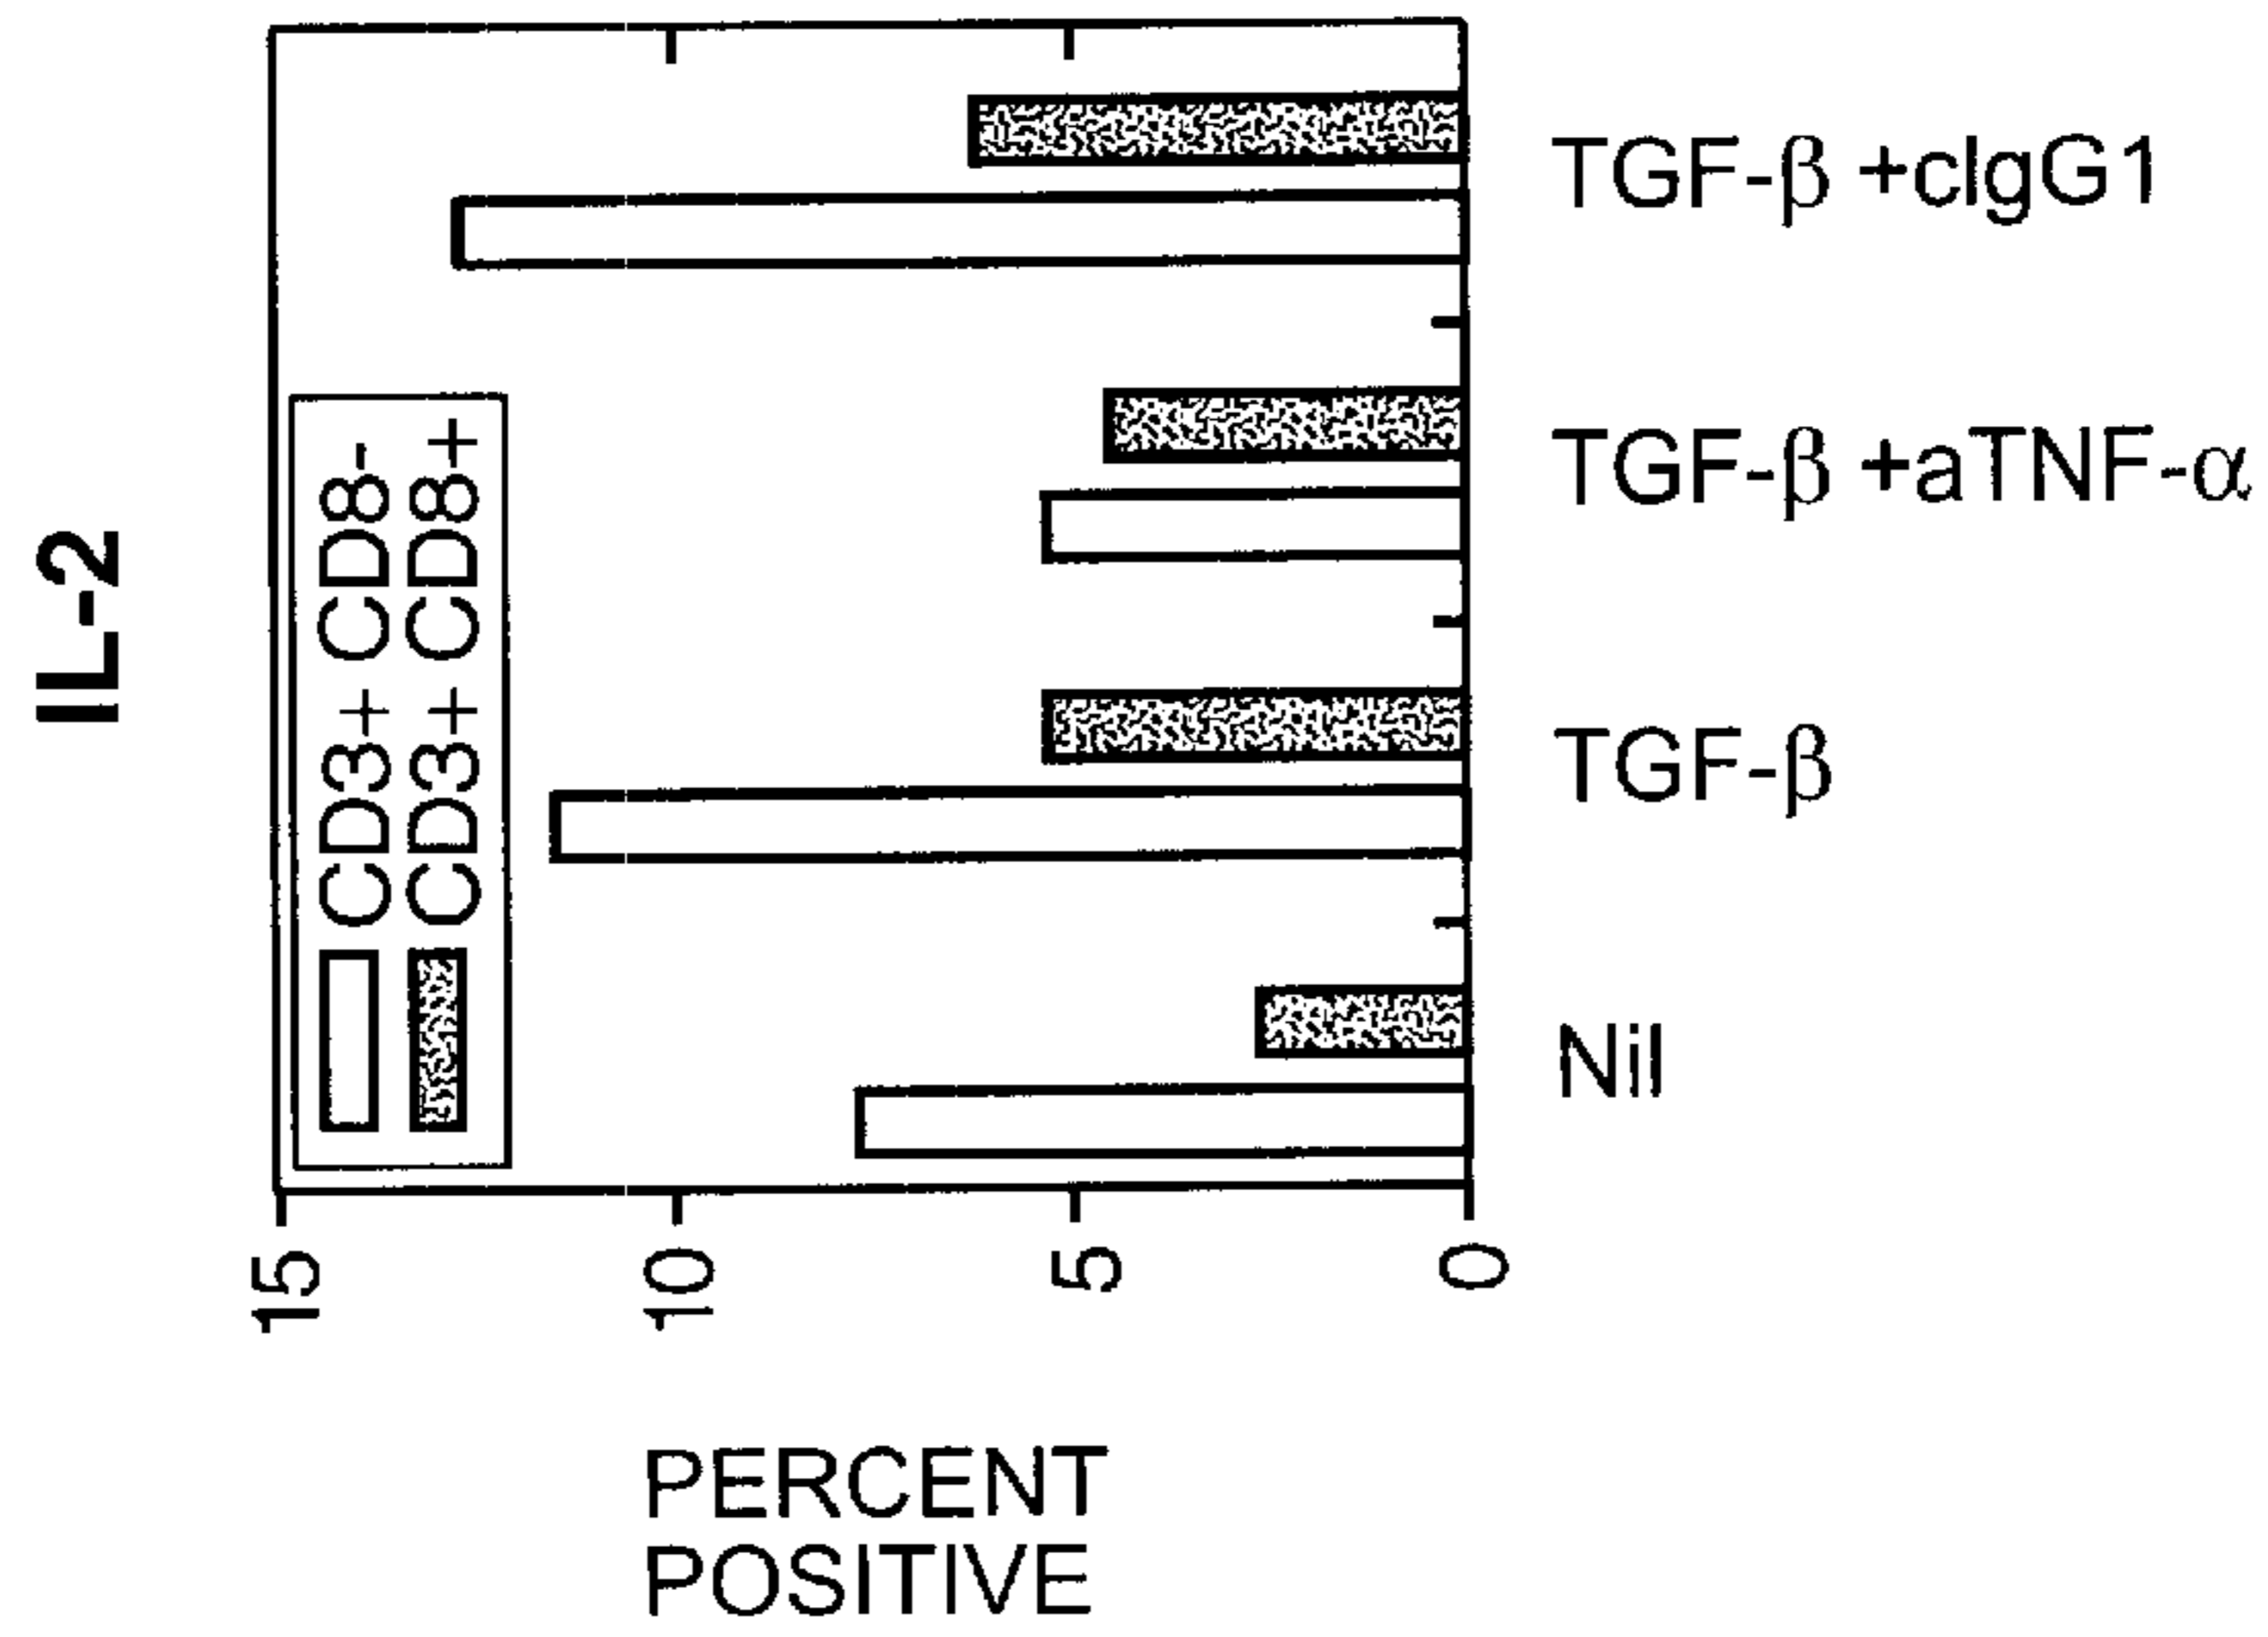 IL-2
CD3+ CD8-
CD3+ CD8+
15
10
5
0
PERCENT
POSITIVE
Nil
TGF-β
TGF-β +aTNF-α
TGF-β +cIgG1